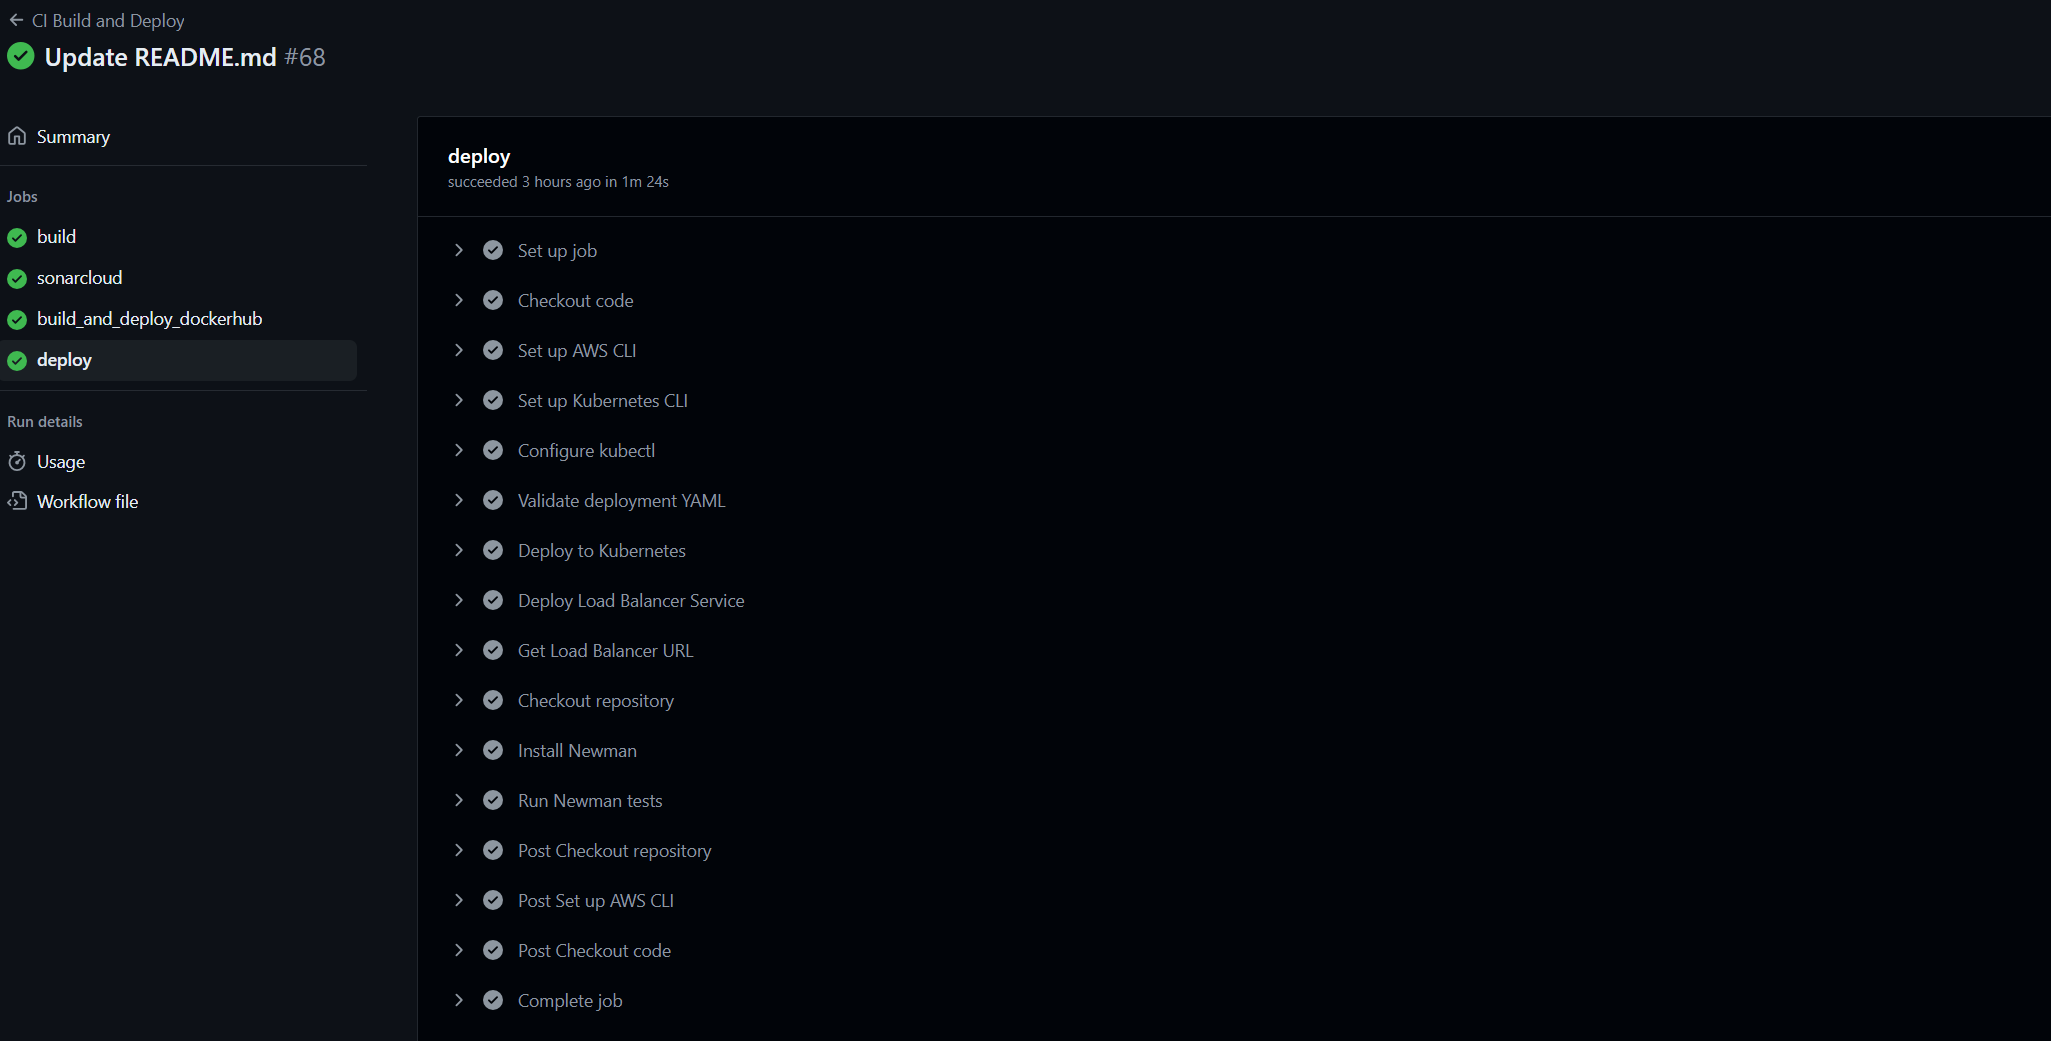 CI Build and Deploy
Update README.md #68
Summary
Jobs
build
sonarcloud
build_and_deploy_dockerhub
deploy
Run details
Usage
Workflow file
deploy
succeeded 3 hours ago in 1m 24s
Set up job
Checkout code
Set up AWS CLI
Set up Kubernetes CLI
Configure kubectl
Validate deployment YAML
Deploy to Kubernetes
Deploy Load Balancer Service
Get Load Balancer URL
Checkout repository
Install Newman
Run Newman tests
Post Checkout repository
Post Set up AWS CLI
Post Checkout code
Complete job